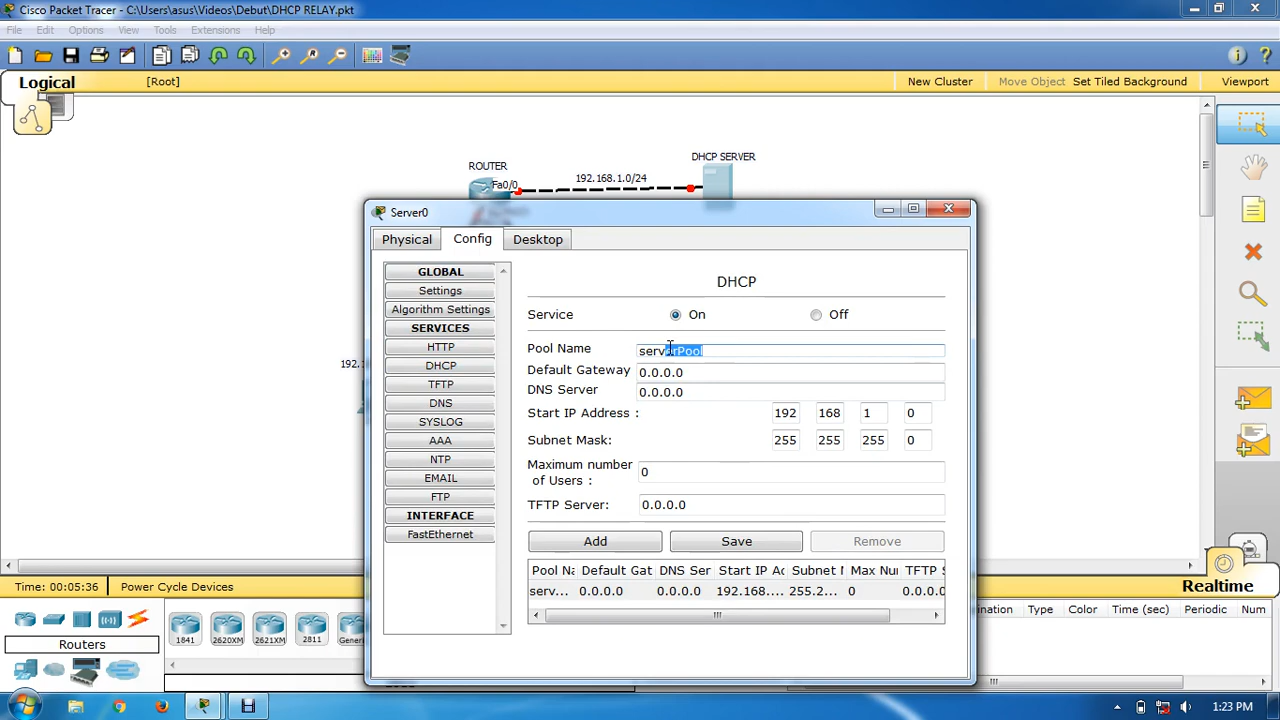 Cisco Packet Tracer - C:\Users\asus\Videos\Debut\DHCP RELAY.pkt
File Edit Options View Tools Extensions Help
Logical [Root] New Cluster Move Object Set Tiled Background Viewport
DHCP SERVER
ROUTER
192.168.1.0/24
Fa0/0
Server0
Physical Config Desktop
GLOBAL
Settings
Algorithm Settings
SERVICES
HTTP
DHCP
TFTP
DNS
SYSLOG
AAA
NTP
EMAIL
FTP
INTERFACE
FastEthernet
192.1
DHCP
Service On Off
Pool Name serverPool
Default Gateway 0.0.0.0
DNS Server 0.0.0.0
Start IP Address : 192 168 1 0
Subnet Mask: 255 255 255 0
Maximum number of Users : 0
TFTP Server: 0.0.0.0
Add Save Remove
Pool Na Default Gat DNS Ser Start IP Ac Subnet M Max Nur TFTP S
serv... 0.0.0.0 0.0.0.0 192.168.... 255.2... 0 0.0.0.0
Time: 00:05:36 Power Cycle Devices Realtime
1841 2620XM 2621XM 2811 Generi
Routers
ination Type Color Time (sec) Periodic Num
1:23 PM